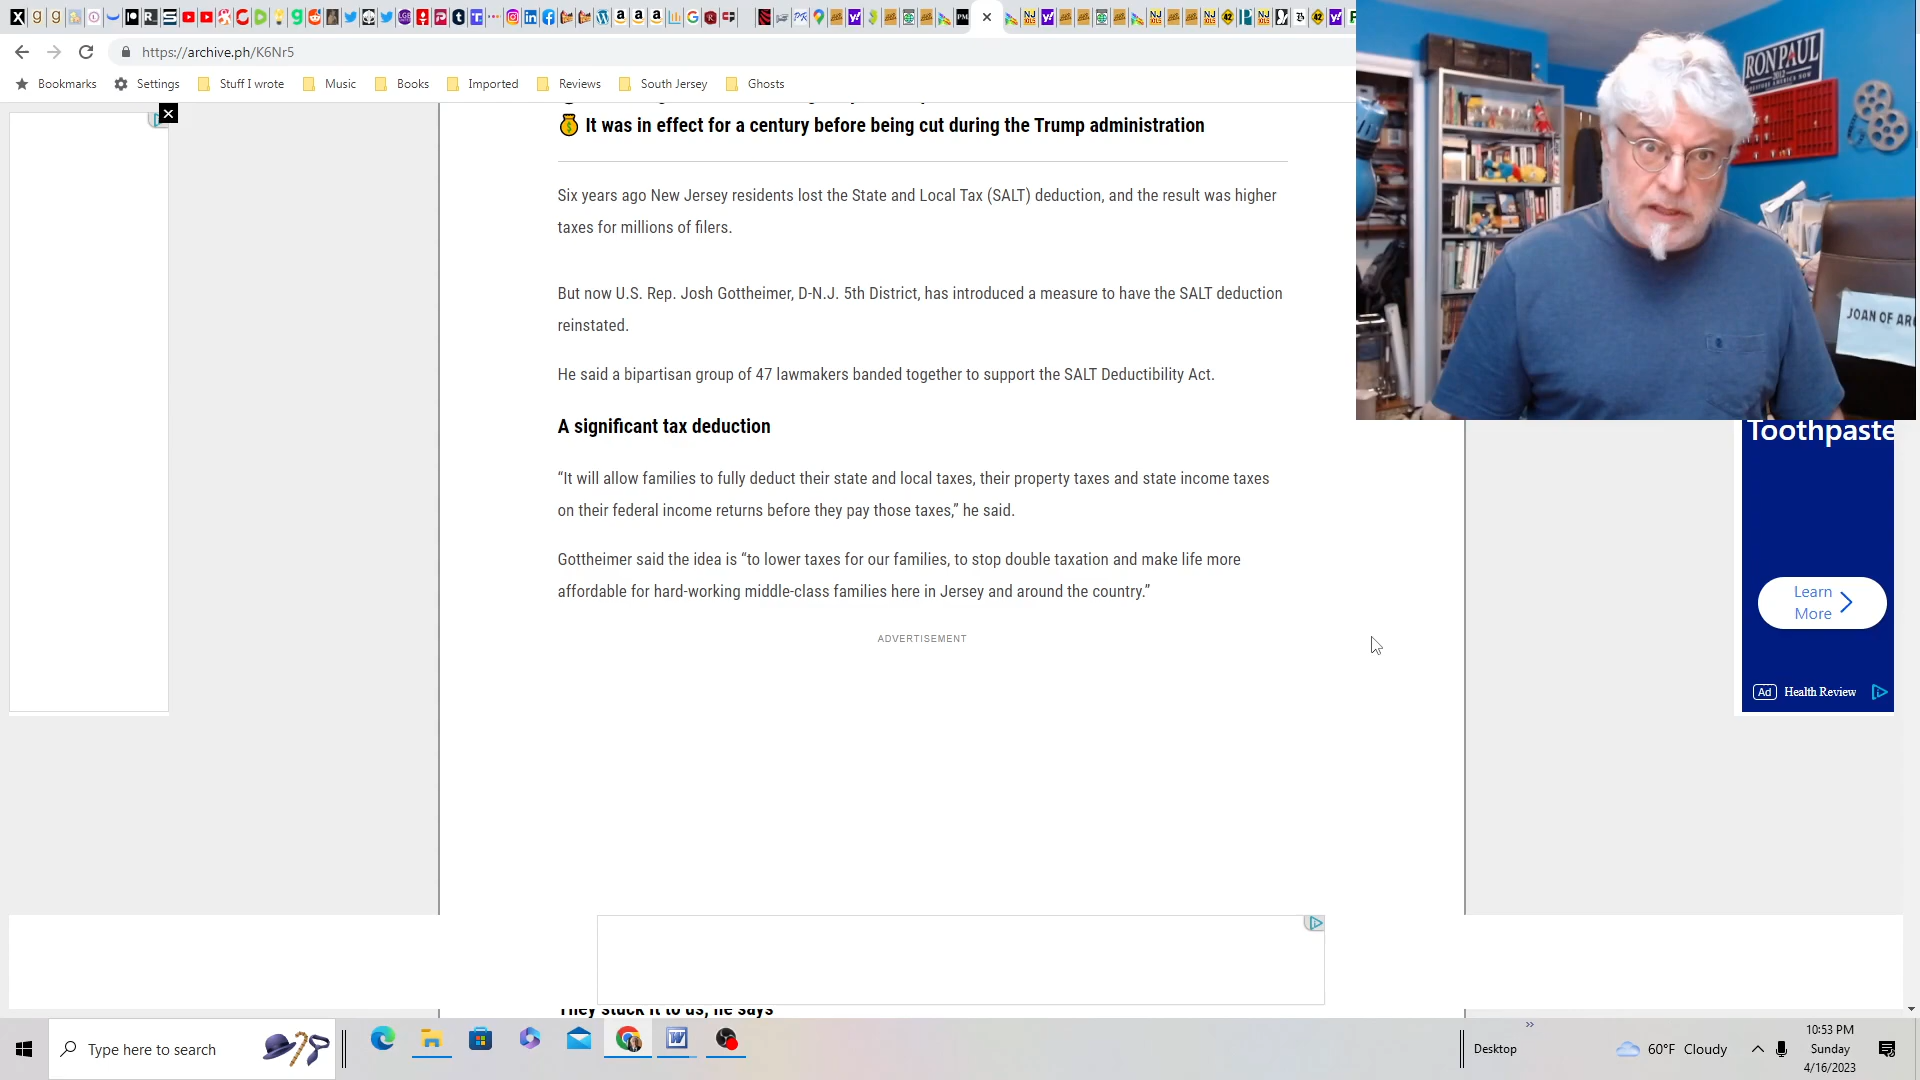 https://archive.ph/K6Nr5
Bookmarks
Settings
Stuff I wrote
Music
Books
Imported
Reviews
South Jersey
Ghosts
RON PAUL
2012
JOAN OF ARC
It was in effect for a century before being cut during the Trump administration
Six years ago New Jersey residents lost the State and Local Tax (SALT) deduction, and the result was higher
taxes for millions of filers.
But now U.S. Rep. Josh Gottheimer, D-N.J. 5th District, has introduced a measure to have the SALT deduction
reinstated.
He said a bipartisan group of 47 lawmakers banded together to support the SALT Deductibility Act.
A significant tax deduction
“It will allow families to fully deduct their state and local taxes, their property taxes and state income taxes
on their federal income returns before they pay those taxes,” he said.
Gottheimer said the idea is “to lower taxes for our families, to stop double taxation and make life more
affordable for hard-working middle-class families here in Jersey and around the country.”
ADVERTISEMENT
Toothpaste
Learn
More
Ad Health Review
They stuck it to us, he says
Type here to search
Desktop
60°F Cloudy
10:53 PM
Sunday
4/16/2023